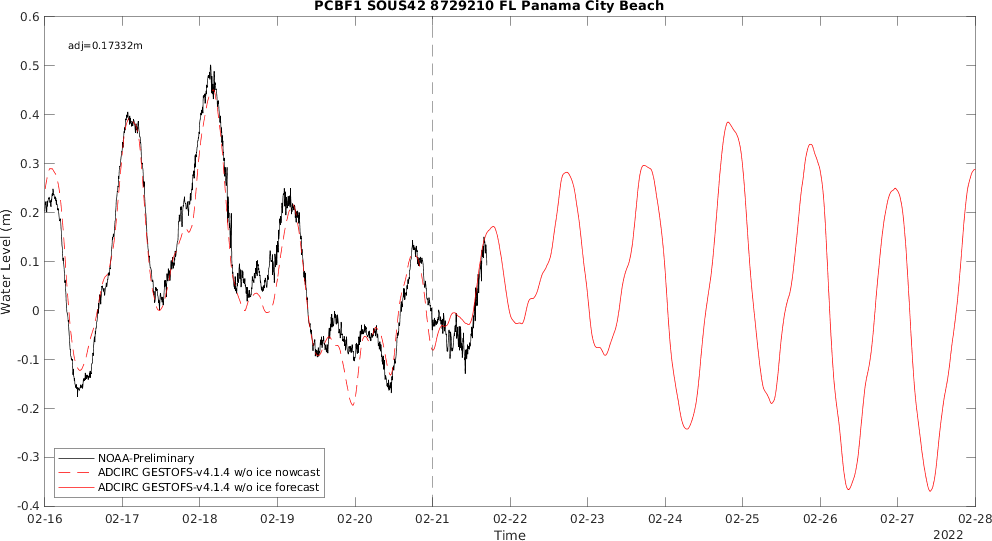 PCBF1 SOUS42 8729210 FL Panama City Beach
adj=0.17332m
0.6
0.5
0.4
0.3
0.2
0.1
0
-0.1
-0.2
-0.3
-0.4
Water Level (m)
NOAA-Preliminary
ADCIRC GESTOFS-v4.1.4 w/o ice nowcast
ADCIRC GESTOFS-v4.1.4 w/o ice forecast
02-16 02-17 02-18 02-19 02-20 02-21 02-22 02-23 02-24 02-25 02-26 02-27 02-28
Time
2022